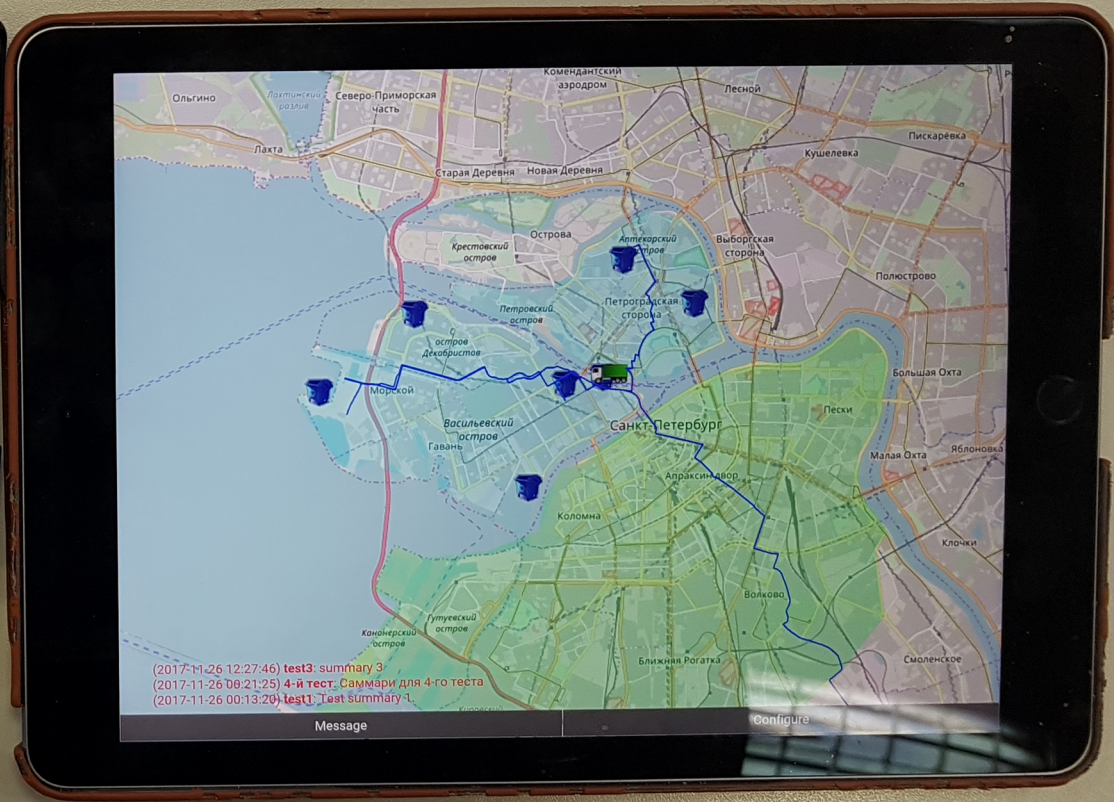 Комендантский
аэродром
Лесной
Ольгино
Лахтинский
разлив
Северо-Приморская
часть
Пискарёвка
Лахта
Кушелевка
Старая Деревня
Новая Деревня
Острова
Аптекарский
Выборгская
сторона
Крестовский
остров
Полюстрово
Петровский
остров
Петроградская
сторона
остров
Декабристов
Большая Охта
Морской
Пески
Васильевский
остров
Санкт-Петербург
Гавань
Яблоновка
Малая Охта
Апраксин двор
Коломна
Клочки
Волково
Гутуевский
остров
Канонерский
остров
Ближняя Рогатка
Смоленское
(2017-11-26 12:27:46) test3: summary 3
(2017-11-26 00:21:25) 4-й тест: Саммари для 4-го теста
(2017-11-26 00:13:20) test1: Test summary 1.
Message
Configure